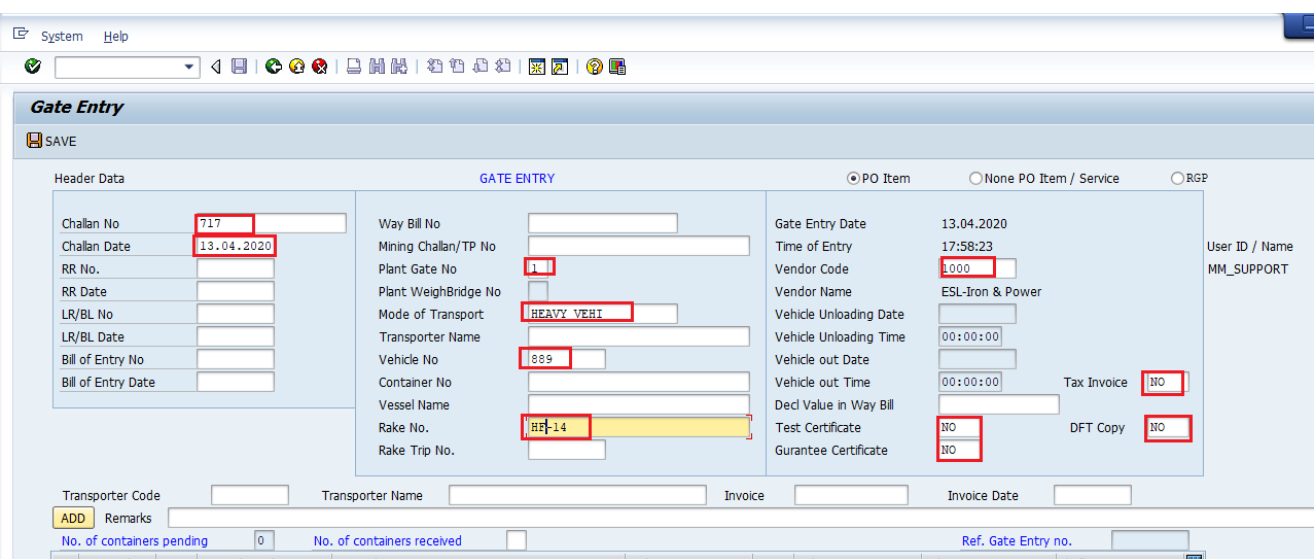 System Help
Gate Entry
SAVE
Header Data GATE ENTRY PO Item None PO Item / Service RGP
Challan No 717 Way Bill No Gate Entry Date 13.04.2020
Challan Date 13.04.2020 Mining Challan/TP No Time of Entry 17:58:23 User ID / Name
RR No. Plant Gate No 1 Vendor Code 1000 MM_SUPPORT
RR Date Plant WeighBridge No Vendor Name ESL-Iron & Power
LR/BL No Mode of Transport HEAVY VEHI Vehicle Unloading Date
LR/BL Date Transporter Name Vehicle Unloading Time 00:00:00
Bill of Entry No Vehicle No 889 Vehicle out Date
Bill of Entry Date Container No Vehicle out Time 00:00:00 Tax Invoice NO
Vessel Name Decl Value in Way Bill
Rake No. HF-14 Test Certificate NO DFT Copy NO
Rake Trip No. Gurantee Certificate NO
Transporter Code Transporter Name Invoice Invoice Date
ADD Remarks
No. of containers pending 0 No. of containers received Ref. Gate Entry no.